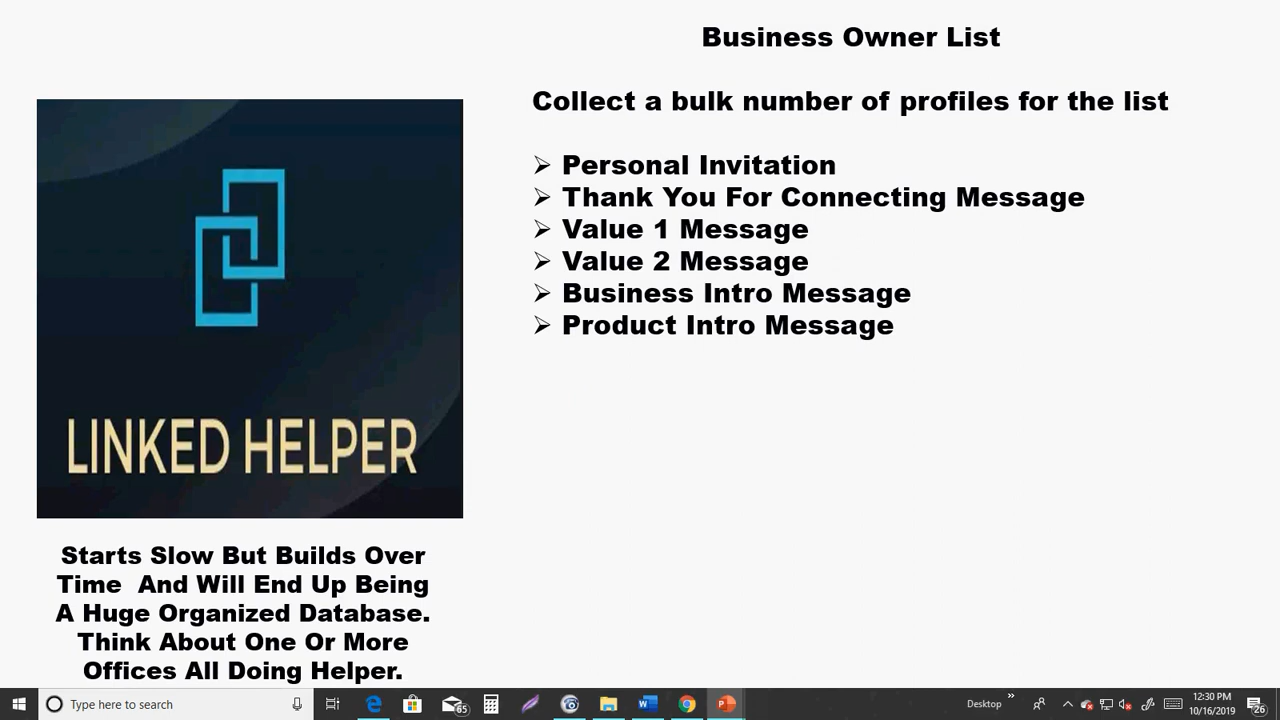 Business Owner List
Collect a bulk number of profiles for the list
➢ Personal Invitation
➢ Thank You For Connecting Message
➢ Value 1 Message
➢ Value 2 Message
➢ Business Intro Message
➢ Product Intro Message
LINKED HELPER
Starts Slow But Builds Over
Time And Will End Up Being
A Huge Organized Database.
Think About One Or More
Offices All Doing Helper.
Type here to search
65
Desktop
12:30 PM
10/16/2019
26